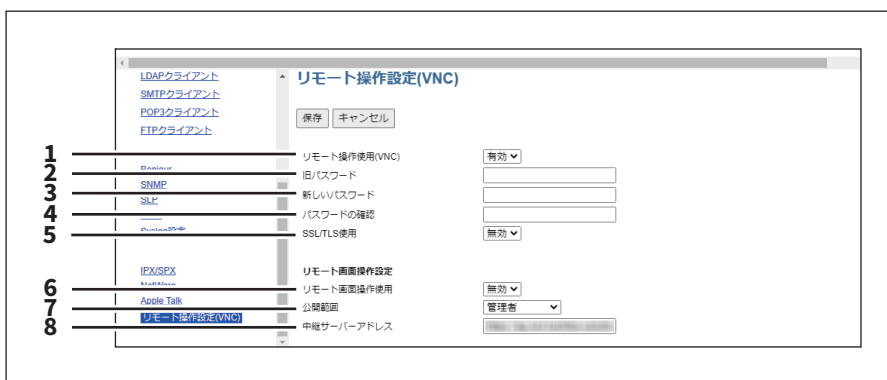 LDAPクライアント
SMTPクライアント
POP3クライアント
FTPクライアント
SNMP
SLP
IPX/SPX
Apple Talk
リモート操作設定(VNC)
リモート操作設定(VNC)
保存 キャンセル
1 リモート操作使用(VNC) 有効
2 旧パスワード
3 新しいパスワード
4 パスワードの確認
5 SSL/TLS使用 無効
リモート画面操作設定
6 リモート画面操作使用 無効
7 公開範囲 管理者
8 中継サーバーアドレス